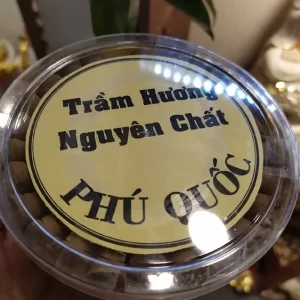 Trầm Hương
Nguyên Chất
PHÚ QUỐC